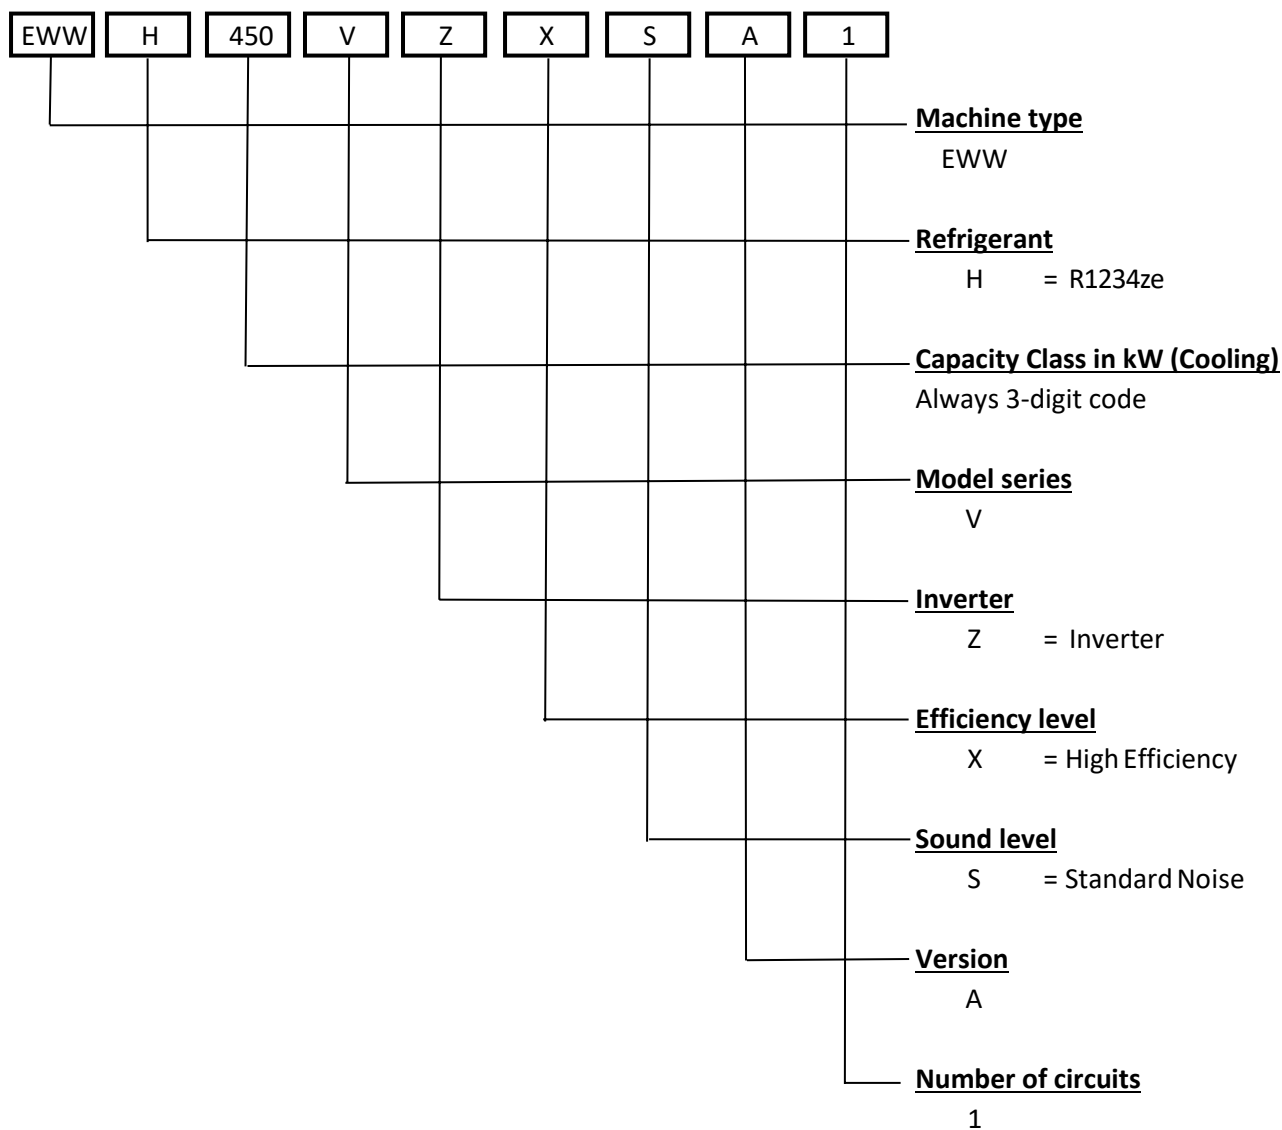 EWW H 450 V Z X S A 1
Machine type
EWW
Refrigerant
H = R1234ze
Capacity Class in kW (Cooling)
Always 3-digit code
Model series
V
Inverter
Z = Inverter
Efficiency level
X = High Efficiency
Sound level
S = Standard Noise
Version
A
Number of circuits
1